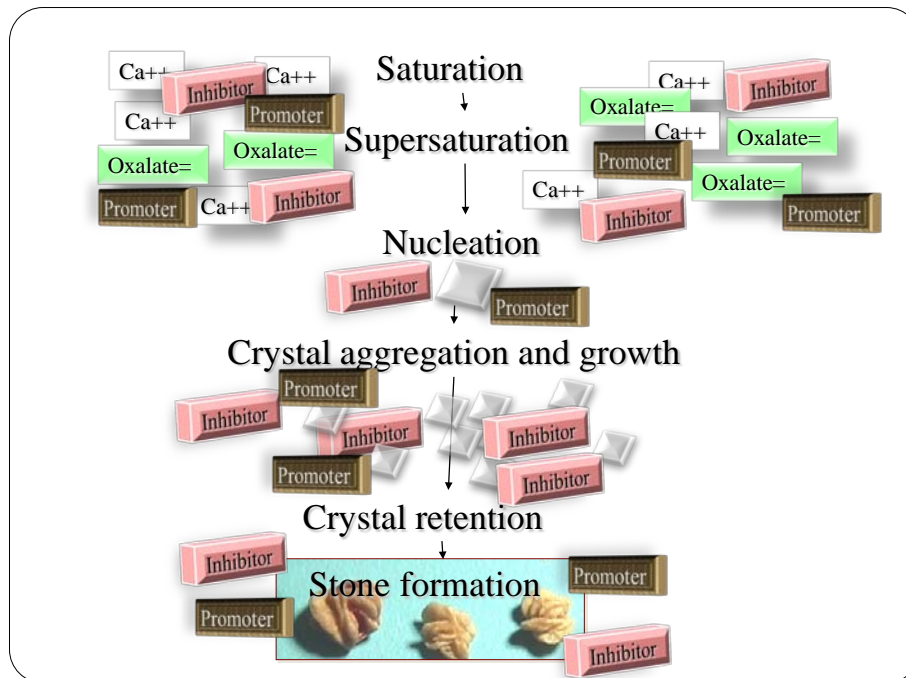 Saturation
Ca++
Ca++
Inhibitor
Promoter
Ca++
Oxalate=
Oxalate=
Promoter
Ca++
Inhibitor
Ca++
Inhibitor
Oxalate=
Ca++
Oxalate=
Promoter
Ca++
Oxalate=
Inhibitor
Promoter
Supersaturation
Nucleation
Inhibitor
Promoter
Crystal aggregation and growth
Promoter
Inhibitor
Inhibitor
Inhibitor
Promoter
Inhibitor
Crystal retention
Inhibitor
Stone formation
Promoter
Promoter
Inhibitor